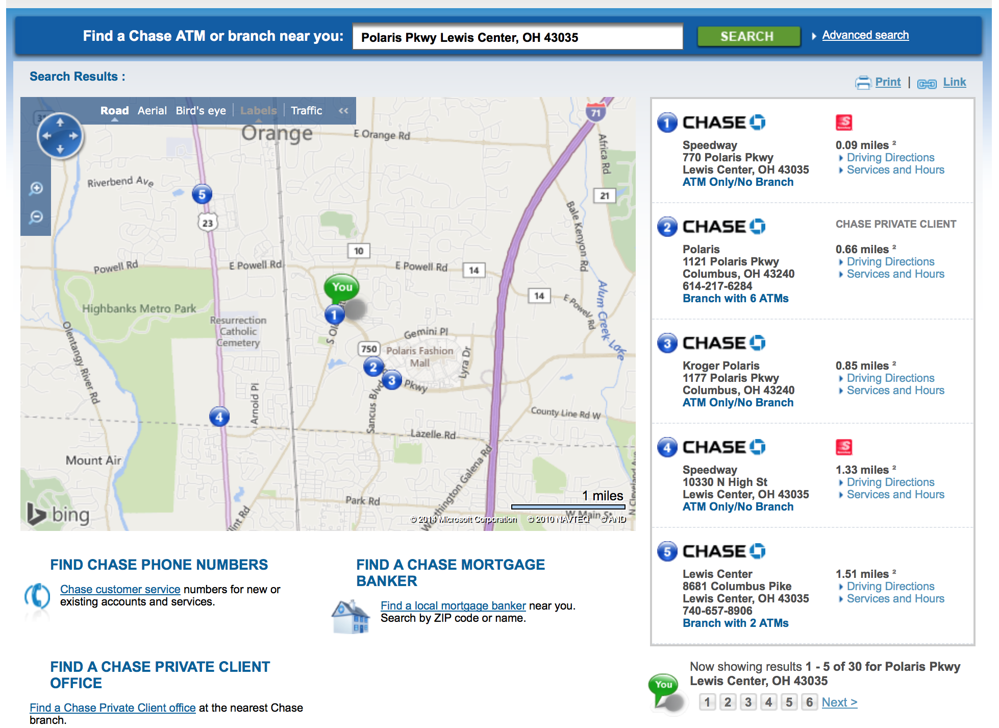 Find a Chase ATM or branch near you:
Polaris Pkwy Lewis Center, OH 43035
SEARCH
Advanced search
Search Results :
Print | Link
Road Aerial Bird's eye Labels Traffic <<
Orange
E Orange Rd
71
Africa Rd
Riverbend Ave
5
23
21
Bale Kenyon Rd
10
Powell Rd
E Powell Rd
E Powell Rd
14
You
14
E Powell Rd
Alum Creek Lake
Highbanks Metro Park
1
S Old
Resurrection
Catholic
Cemetery
Olentangy River Rd
Gemini Pl
750
Polaris Fashion
Mall
Lyra Dr
2
3
Pkwy
Sancus Blvd
Arnold Pl
4
County Line Rd W
Lazelle Rd
Mount Air
Worthington Galena Rd
N Cleveland Ave
Park Rd
1 miles
W Main St
lint Rd
bing
© 2014 Microsoft Corporation © 2010 NAVTEQ © AND
1 CHASE
Speedway
0.09 miles ²
770 Polaris Pkwy
Driving Directions
Lewis Center, OH 43035
Services and Hours
ATM Only/No Branch
2 CHASE
CHASE PRIVATE CLIENT
Polaris
0.66 miles ²
1121 Polaris Pkwy
Driving Directions
Columbus, OH 43240
Services and Hours
614-217-6284
Branch with 6 ATMs
3 CHASE
Kroger Polaris
0.85 miles ²
1177 Polaris Pkwy
Driving Directions
Columbus, OH 43240
Services and Hours
ATM Only/No Branch
4 CHASE
Speedway
1.33 miles ²
10330 N High St
Driving Directions
Lewis Center, OH 43035
Services and Hours
ATM Only/No Branch
5 CHASE
Lewis Center
1.51 miles ²
8681 Columbus Pike
Driving Directions
Lewis Center, OH 43035
Services and Hours
740-657-8906
Branch with 2 ATMs
Now showing results 1 - 5 of 30 for Polaris Pkwy
Lewis Center, OH 43035
You
1 2 3 4 5 6 Next >
FIND CHASE PHONE NUMBERS
Chase customer service numbers for new or
existing accounts and services.
FIND A CHASE MORTGAGE
BANKER
Find a local mortgage banker near you.
Search by ZIP code or name.
FIND A CHASE PRIVATE CLIENT
OFFICE
Find a Chase Private Client office at the nearest Chase
branch.